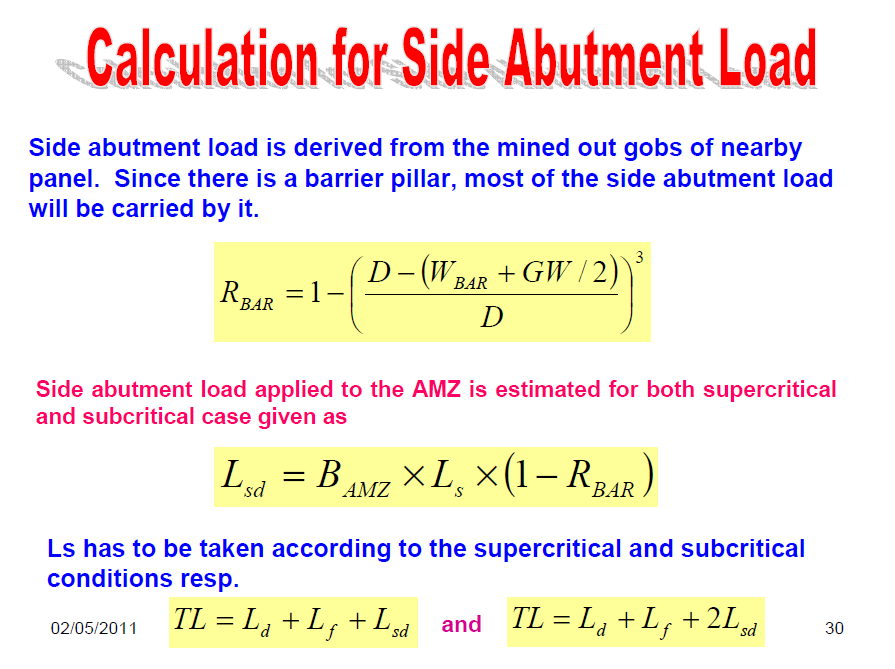 Calculation for Side Abutment Load
Side abutment load is derived from the mined out gobs of nearby
panel. Since there is a barrier pillar, most of the side abutment load
will be carried by it.
R_{BAR} = 1 - \left( \frac{D - (W_{BAR} + GW / 2)}{D} \right)^3
Side abutment load applied to the AMZ is estimated for both supercritical
and subcritical case given as
L_{sd} = B_{AMZ} \times L_s \times (1 - R_{BAR})
Ls has to be taken according to the supercritical and subcritical
conditions resp.
02/05/2011 TL = L_d + L_f + L_{sd} and TL = L_d + L_f + 2L_{sd} 30